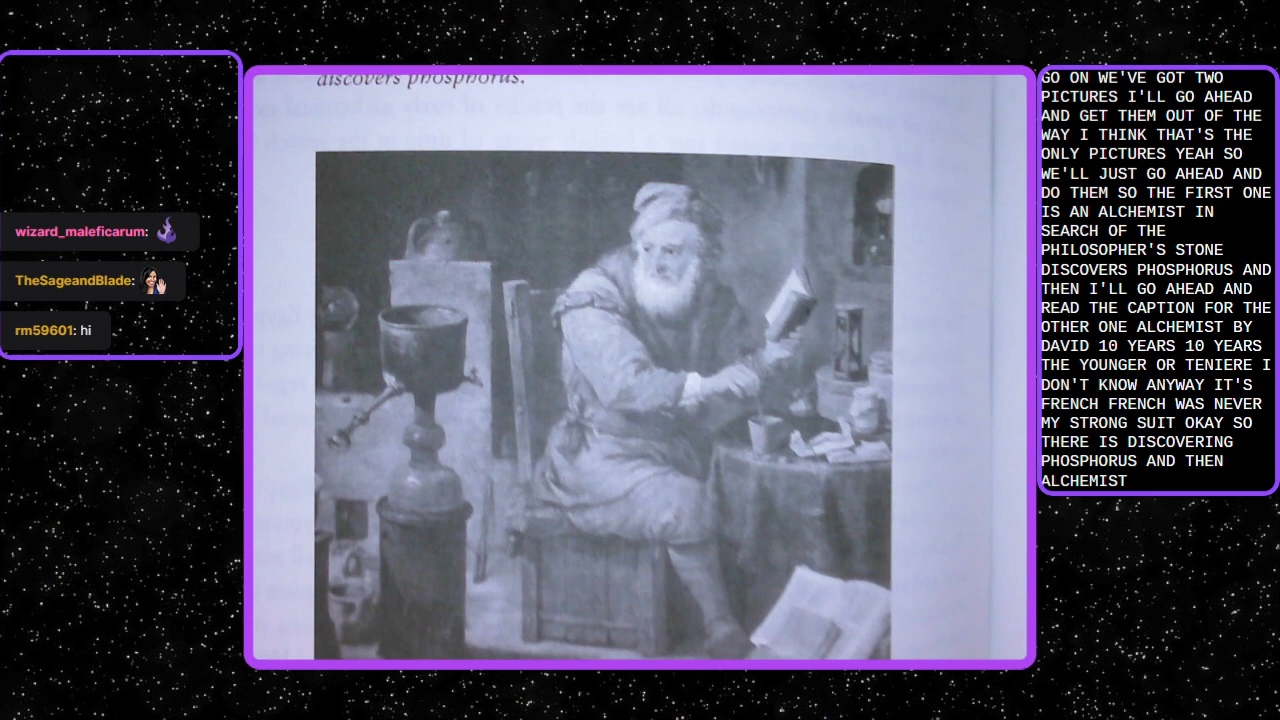 wizard_maleficarum:
TheSageandBlade:
rm59601: hi
discovers phosphorus.
GO ON WE'VE GOT TWO
PICTURES I'LL GO AHEAD
AND GET THEM OUT OF THE
WAY I THINK THAT'S THE
ONLY PICTURES YEAH SO
WE'LL JUST GO AHEAD AND
DO THEM SO THE FIRST ONE
IS AN ALCHEMIST IN
SEARCH OF THE
PHILOSOPHER'S STONE
DISCOVERS PHOSPHORUS AND
THEN I'LL GO AHEAD AND
READ THE CAPTION FOR THE
OTHER ONE ALCHEMIST BY
DAVID 10 YEARS 10 YEARS
THE YOUNGER OR TENIERE I
DON'T KNOW ANYWAY IT'S
FRENCH FRENCH WAS NEVER
MY STRONG SUIT OKAY SO
THERE IS DISCOVERING
PHOSPHORUS AND THEN
ALCHEMIST